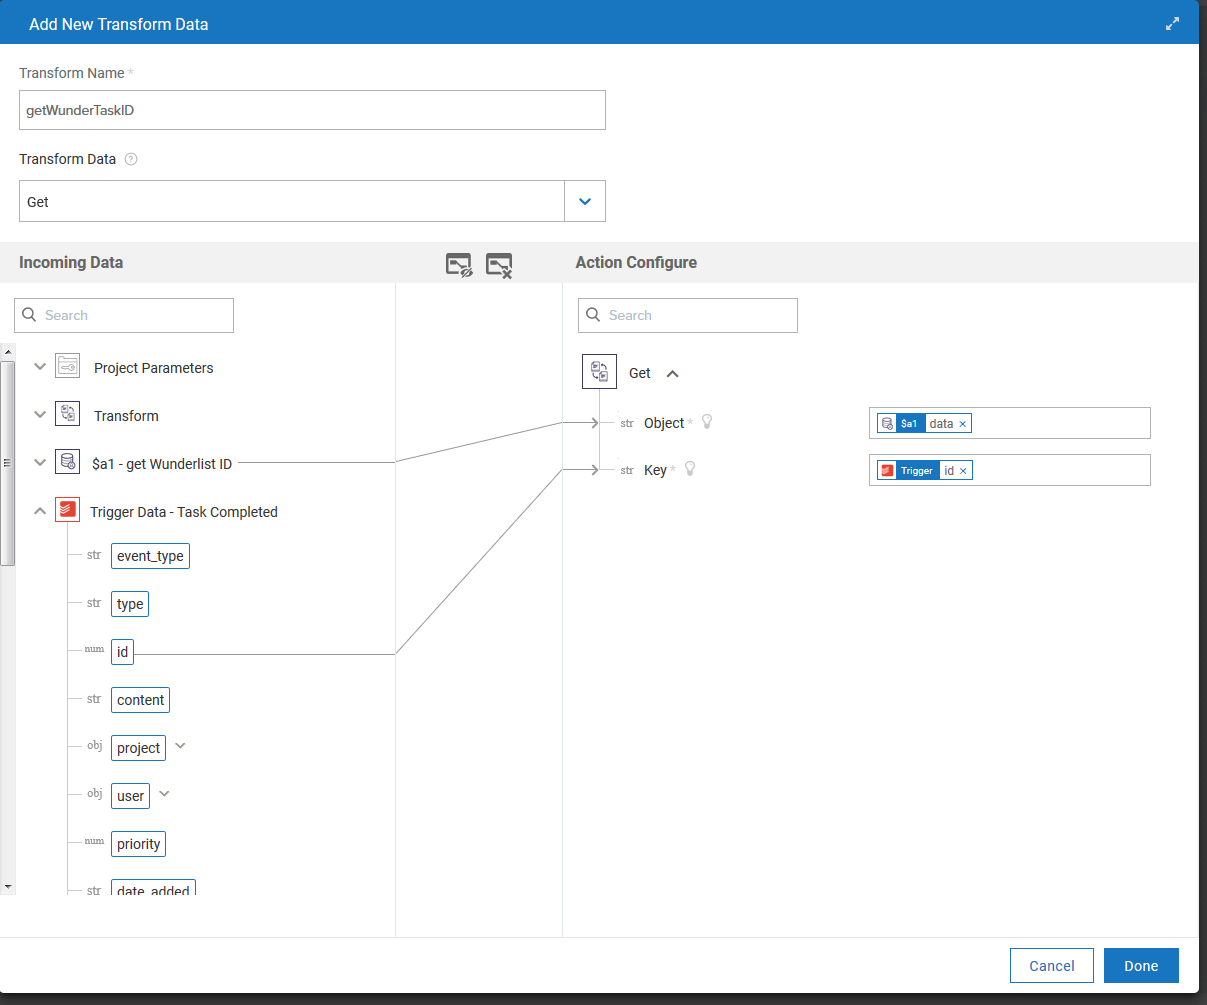 Add New Transform Data
Transform Name *
getWunderTaskID
Transform Data ?
Get
Incoming Data
Action Configure
Search
Search
Project Parameters
Get
Transform
str Object * $a1 data ×
$a1 - get Wunderlist ID
str Key * Trigger id ×
Trigger Data - Task Completed
str event_type
str type
num id
str content
obj project
obj user
num priority
str date_added
Cancel Done